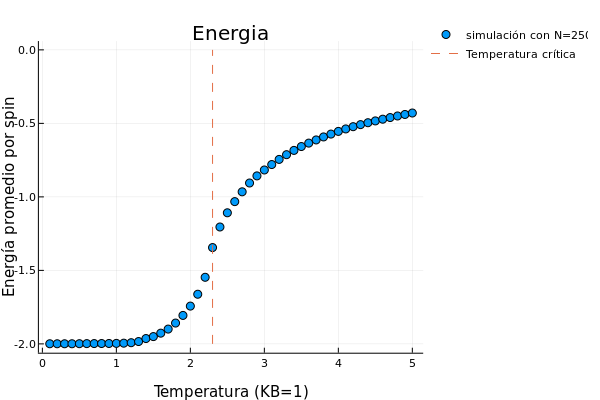 Energia
simulación con N=250
Temperatura crítica
Energía promedio por spin
0.0
-0.5
-1.0
-1.5
-2.0
0
1
2
3
4
5
Temperatura (KB=1)